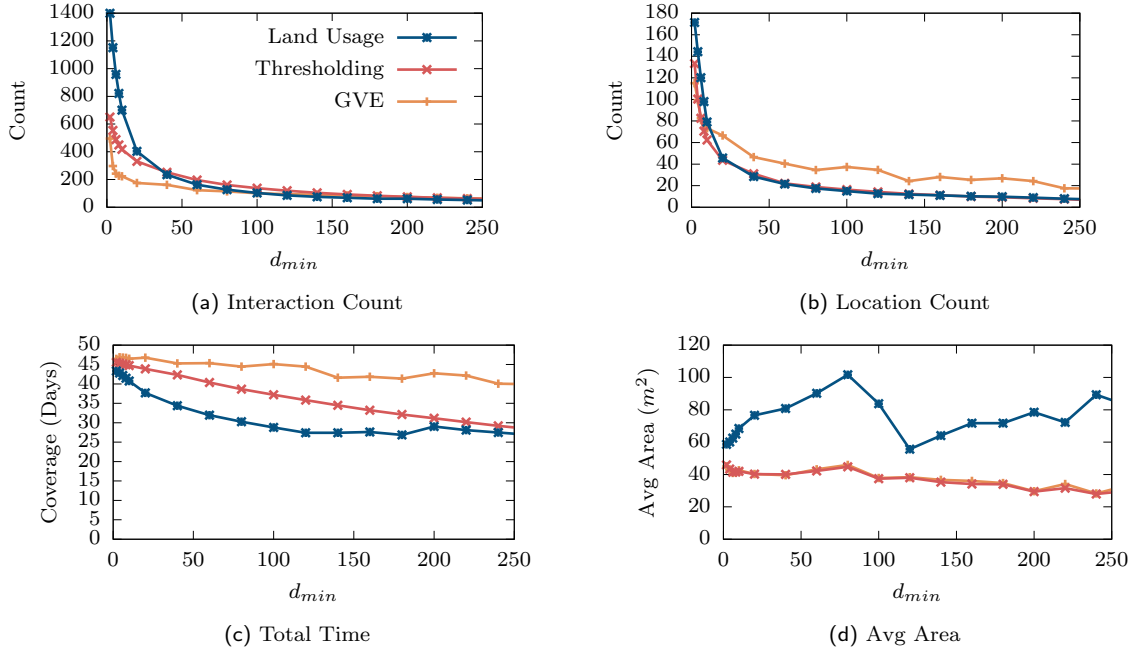 1400
1200
1000
800
600
400
200
0
Count
Land Usage
Thresholding
GVE
0 50 100 150 200 250
d_min
(a) Interaction Count
180
160
140
120
100
80
60
40
20
0
Count
0 50 100 150 200 250
d_min
(b) Location Count
50
45
40
35
30
25
20
15
10
5
0
Coverage (Days)
0 50 100 150 200 250
d_min
(c) Total Time
120
100
80
60
40
20
0
Avg Area (m²)
0 50 100 150 200 250
d_min
(d) Avg Area